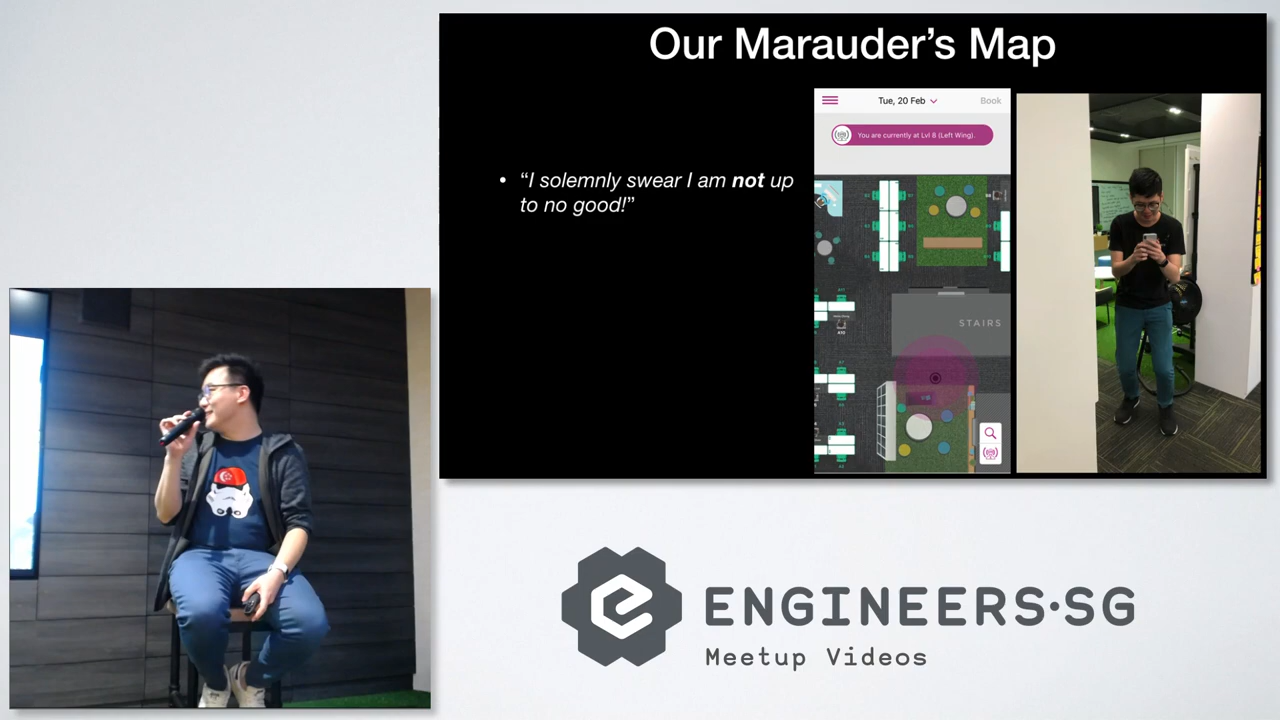 Our Marauder's Map
• “I solemnly swear I am not up
to no good!”
Tue, 20 Feb
Book
You are currently at Lvl 8 (Left Wing).
STAIRS
A10
ENGINEERS·SG
Meetup Videos